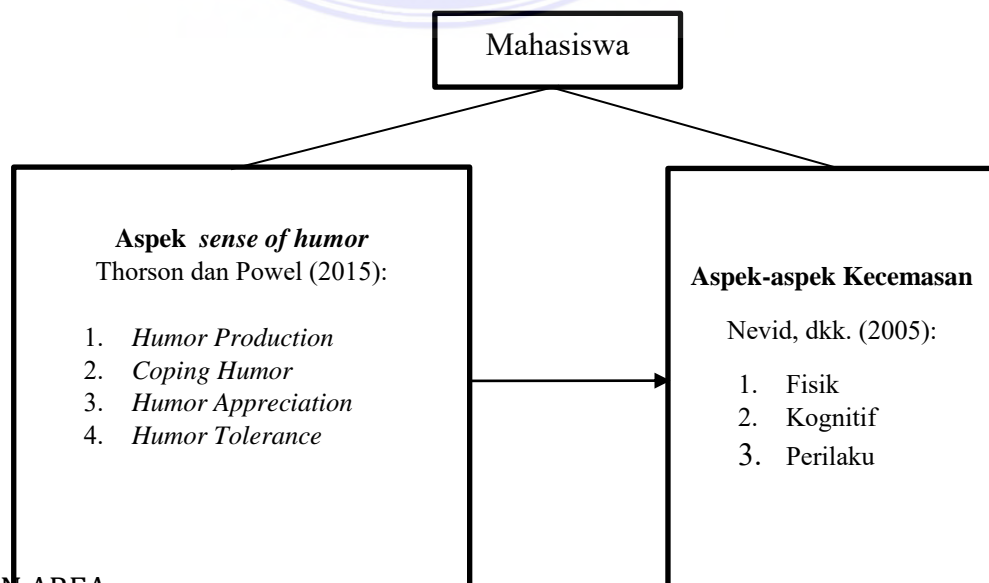 Mahasiswa
Aspek sense of humor
Thorson dan Powel (2015):
1. Humor Production
2. Coping Humor
3. Humor Appreciation
4. Humor Tolerance
Aspek-aspek Kecemasan
Nevid, dkk. (2005):
1. Fisik
2. Kognitif
3. Perilaku